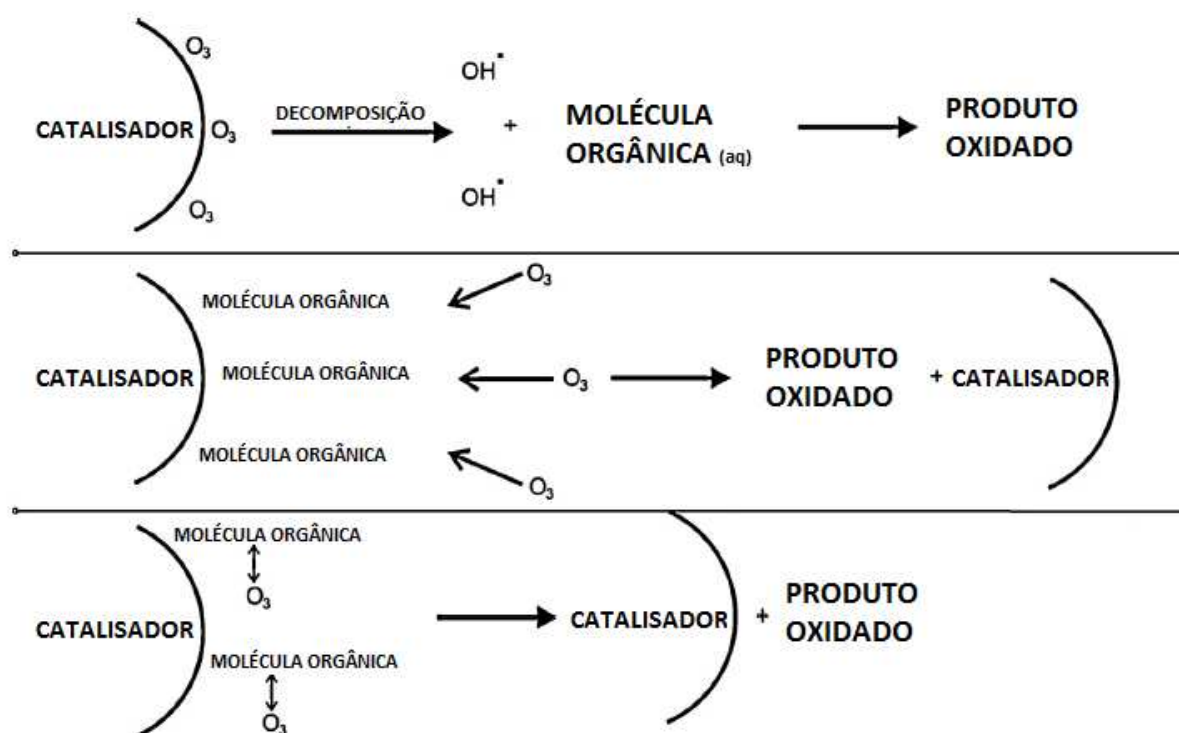 O₃
OH•
DECOMPOSIÇÃO
CATALISADOR O₃ + MOLÉCULA
ORGÂNICA (aq)
PRODUTO
OXIDADO
OH•
O₃
O₃
MOLÉCULA ORGÂNICA
CATALISADOR MOLÉCULA ORGÂNICA O₃
PRODUTO
OXIDADO
+ CATALISADOR
MOLÉCULA ORGÂNICA
O₃
MOLÉCULA ORGÂNICA
O₃
CATALISADOR
MOLÉCULA ORGÂNICA
O₃
CATALISADOR + PRODUTO
OXIDADO